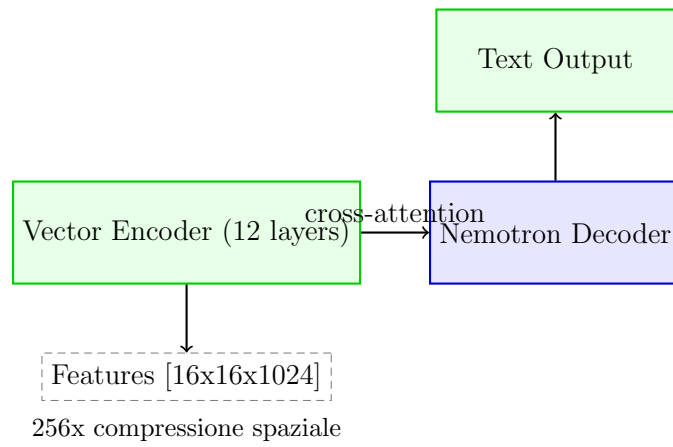 Text Output
cross-attention
Vector Encoder (12 layers)
Nemotron Decoder
Features [16x16x1024]
256x compressione spaziale